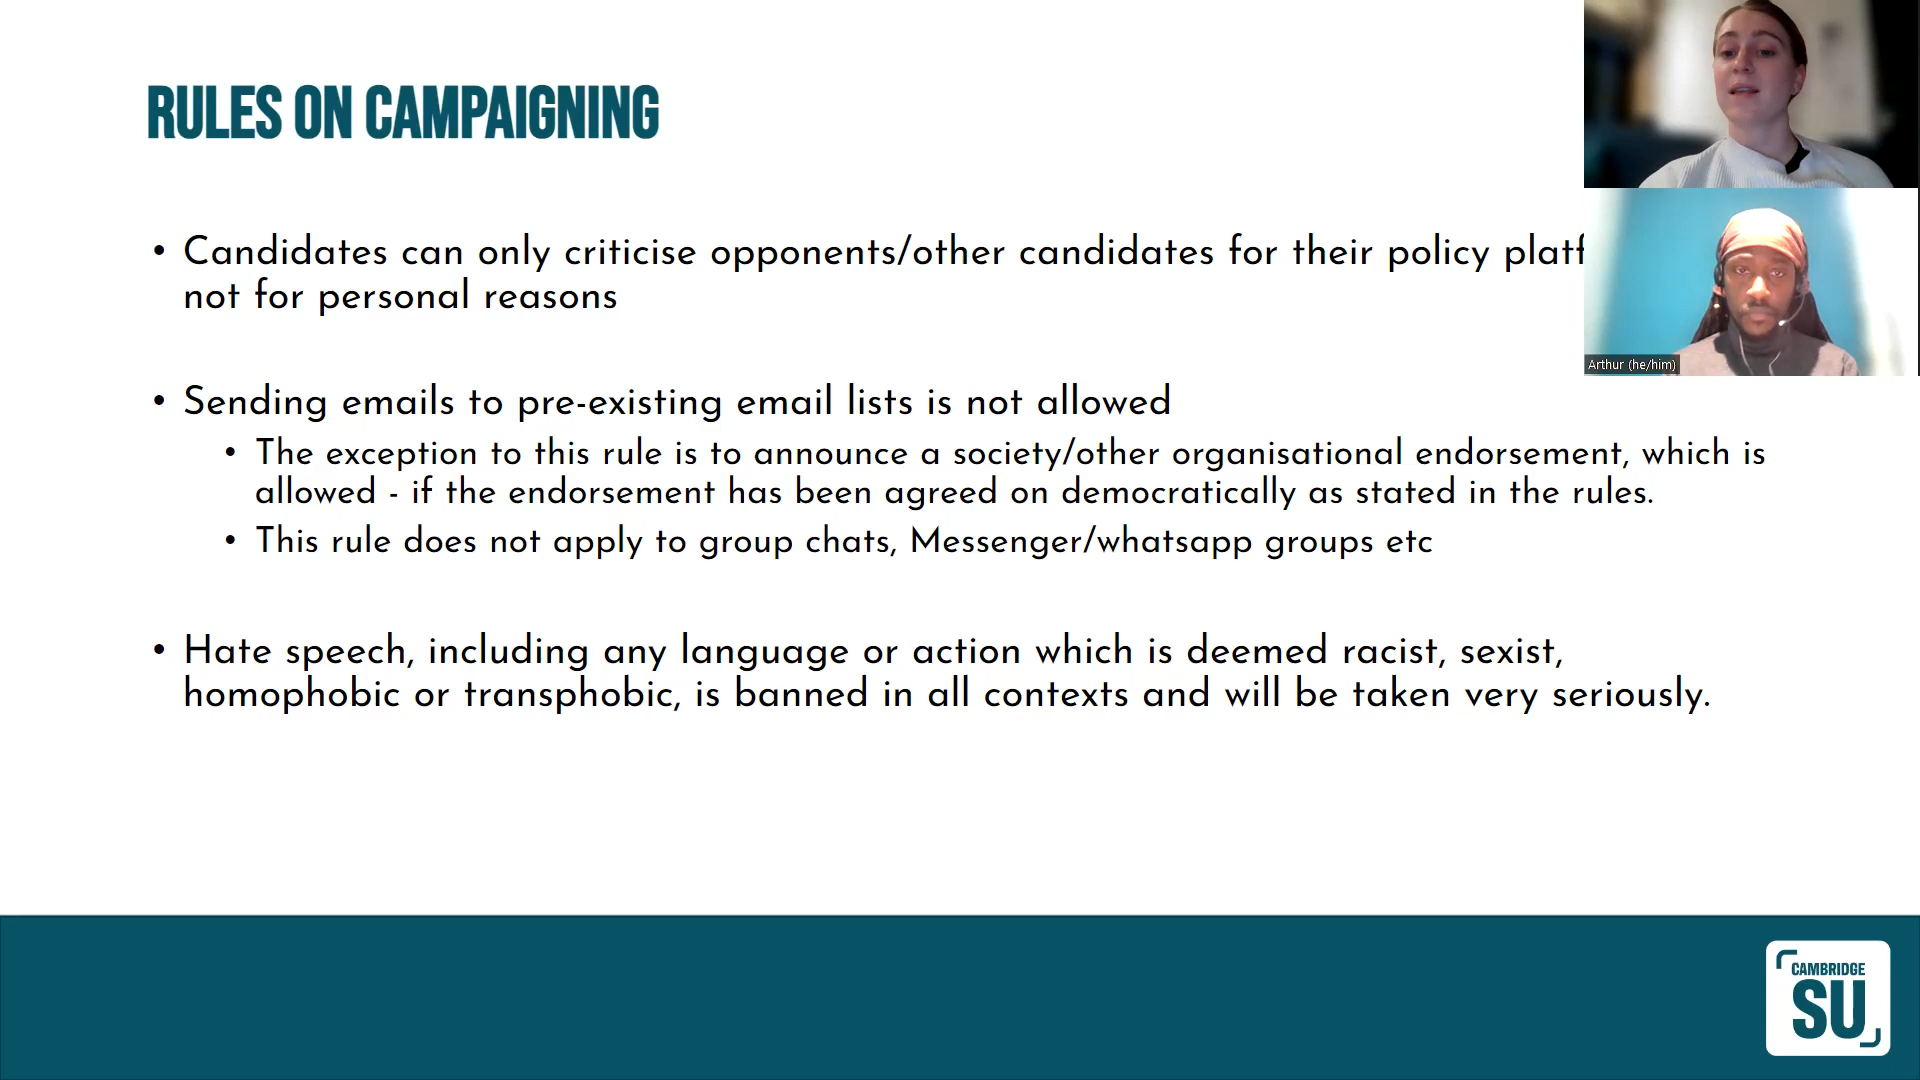 RULES ON CAMPAIGNING
• Candidates can only criticise opponents/other candidates for their policy
not for personal reasons
Arthur (he/him)
• Sending emails to pre-existing email lists is not allowed
• The exception to this rule is to announce a society/other organisational endorsement, which is
allowed - if the endorsement has been agreed on democratically as stated in the rules.
• This rule does not apply to group chats, Messenger/whatsapp groups etc
• Hate speech, including any language or action which is deemed racist, sexist,
homophobic or transphobic, is banned in all contexts and will be taken very seriously.
CAMBRIDGE
SU